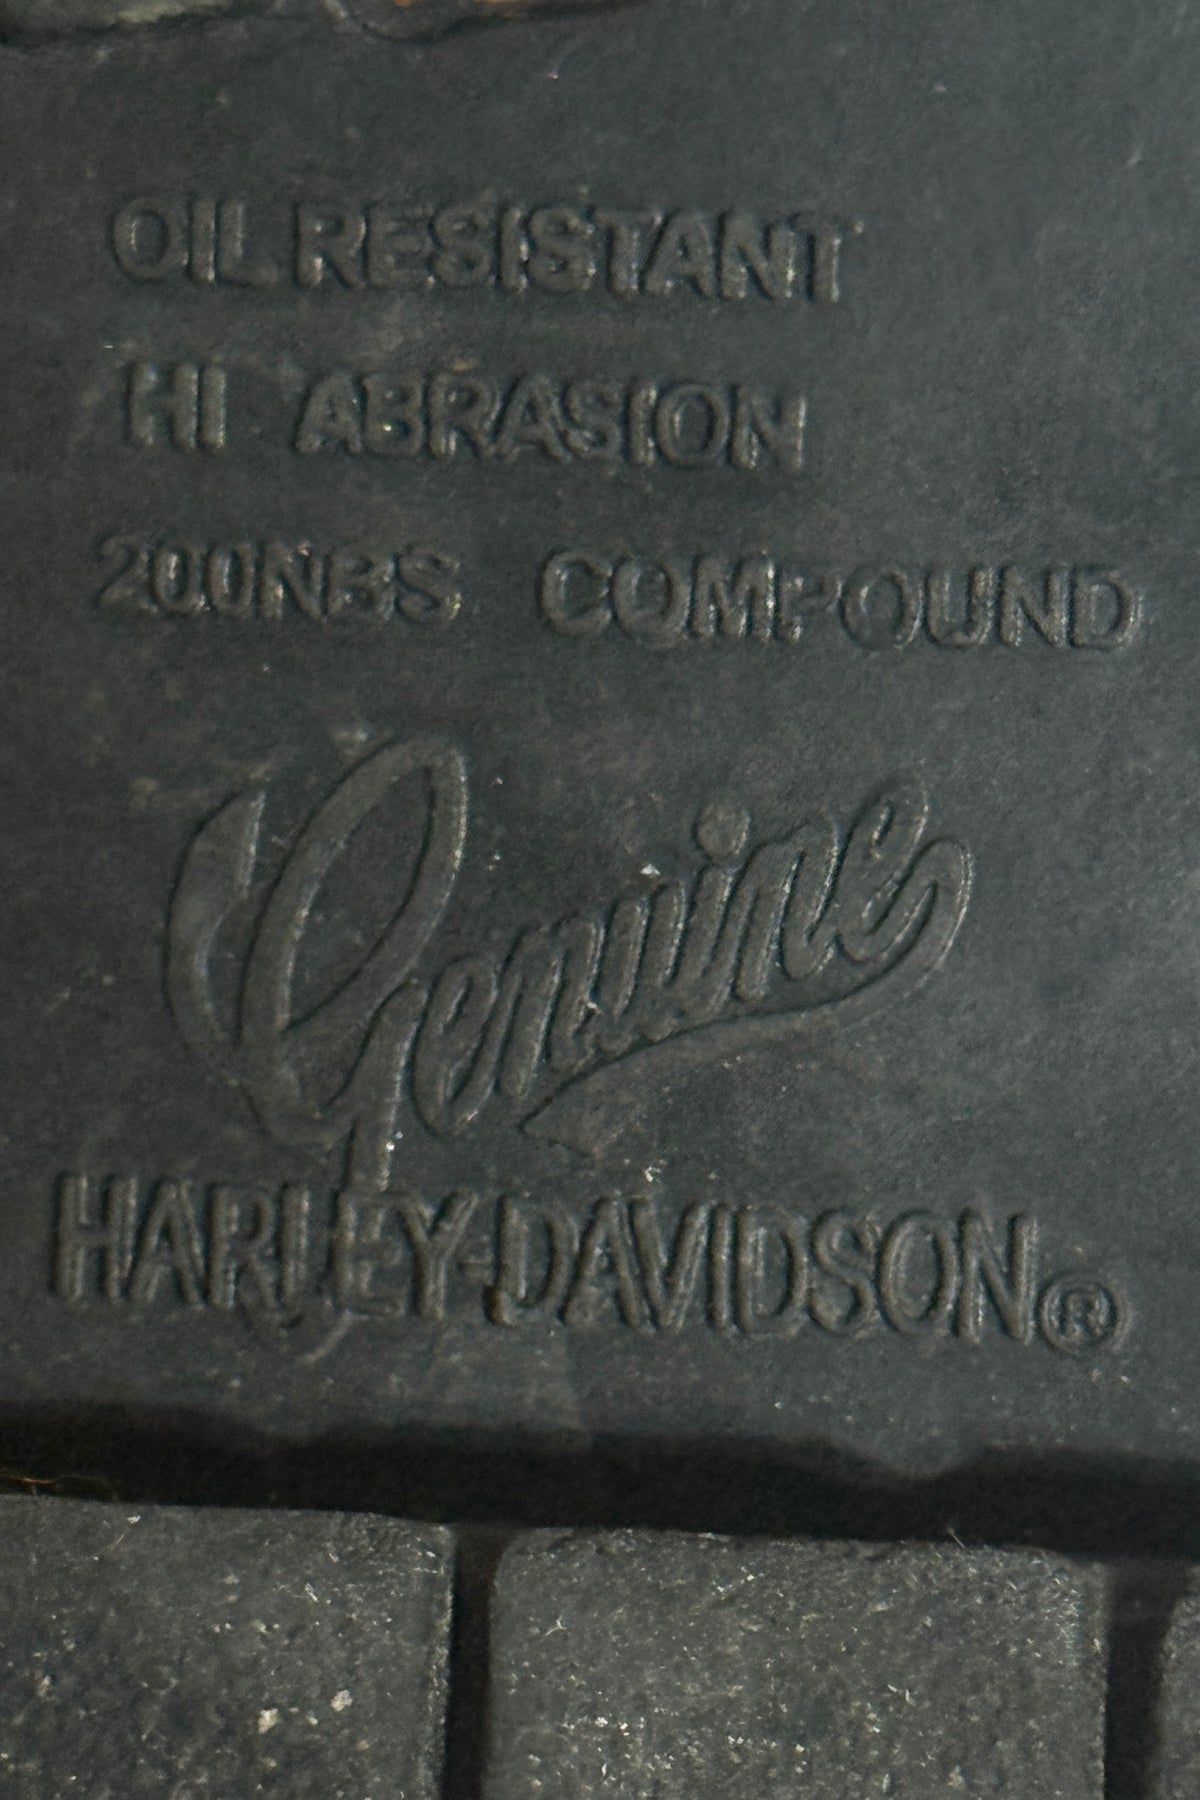 OIL RESISTANT
HI ABRASION
200NBS COMPOUND
Genuine
HARLEY-DAVIDSON®